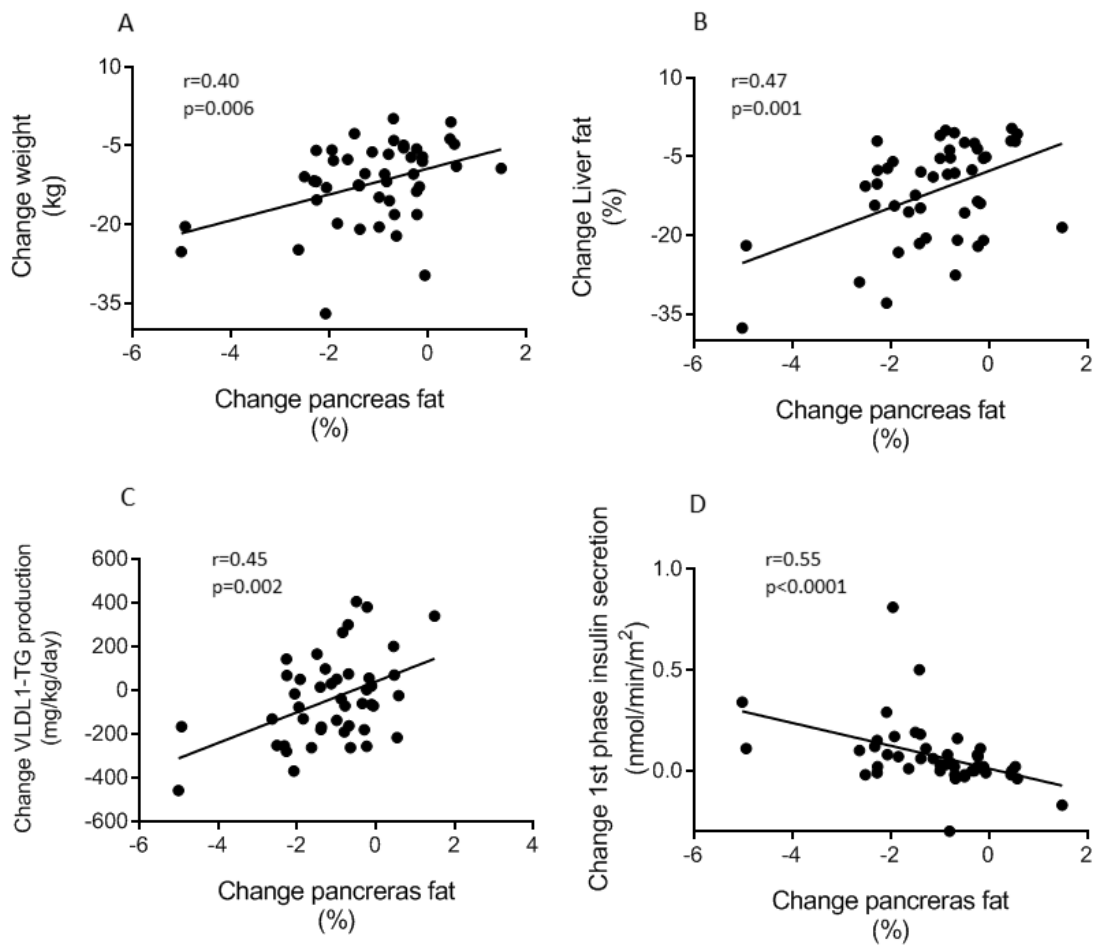 A
r=0.40
p=0.006
10
-5
-20
-35
Change weight
(kg)
-6
-4
-2
0
2
Change pancreas fat
(%)
B
r=0.47
p=0.001
10
-5
-20
-35
Change Liver fat
(%)
-6
-4
-2
0
2
Change pancreas fat
(%)
C
r=0.45
p=0.002
600
400
200
0
-200
-400
-600
Change VLDL1-TG production
(mg/kg/day)
-6
-4
-2
0
2
4
Change pancreras fat
(%)
D
r=0.55
p<0.0001
1.0
0.5
0.0
Change 1st phase insulin secretion
(nmol/min/m²)
-6
-4
-2
0
2
Change pancreras fat
(%)